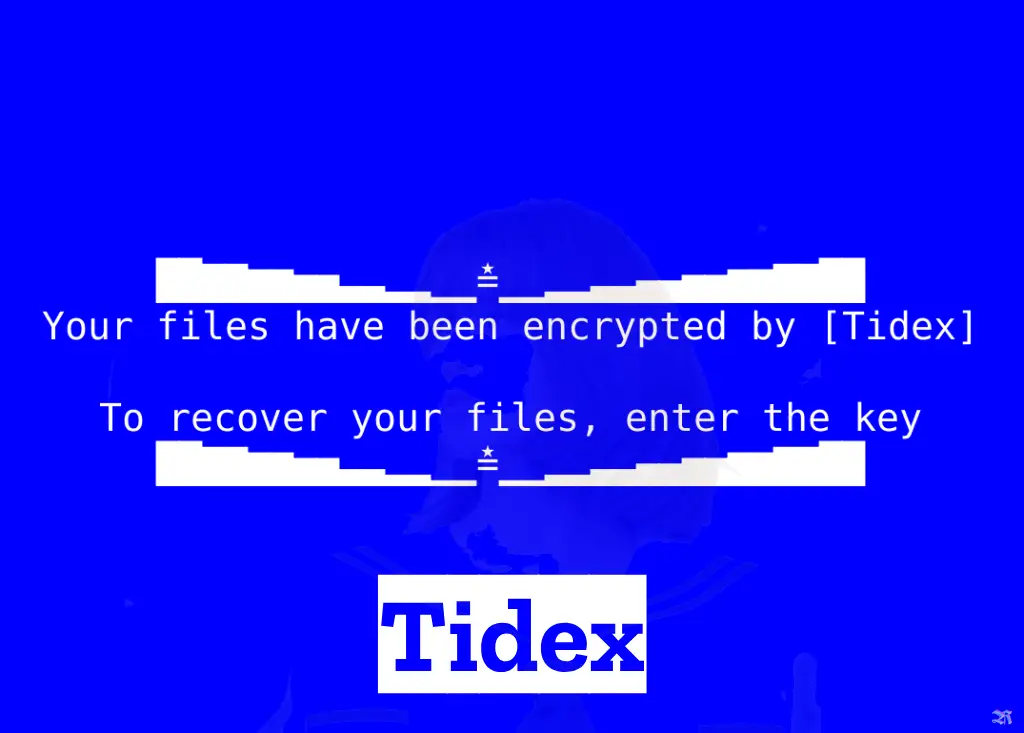 Your files have been encrypted by [Tidex]
To recover your files, enter the key
Tidex